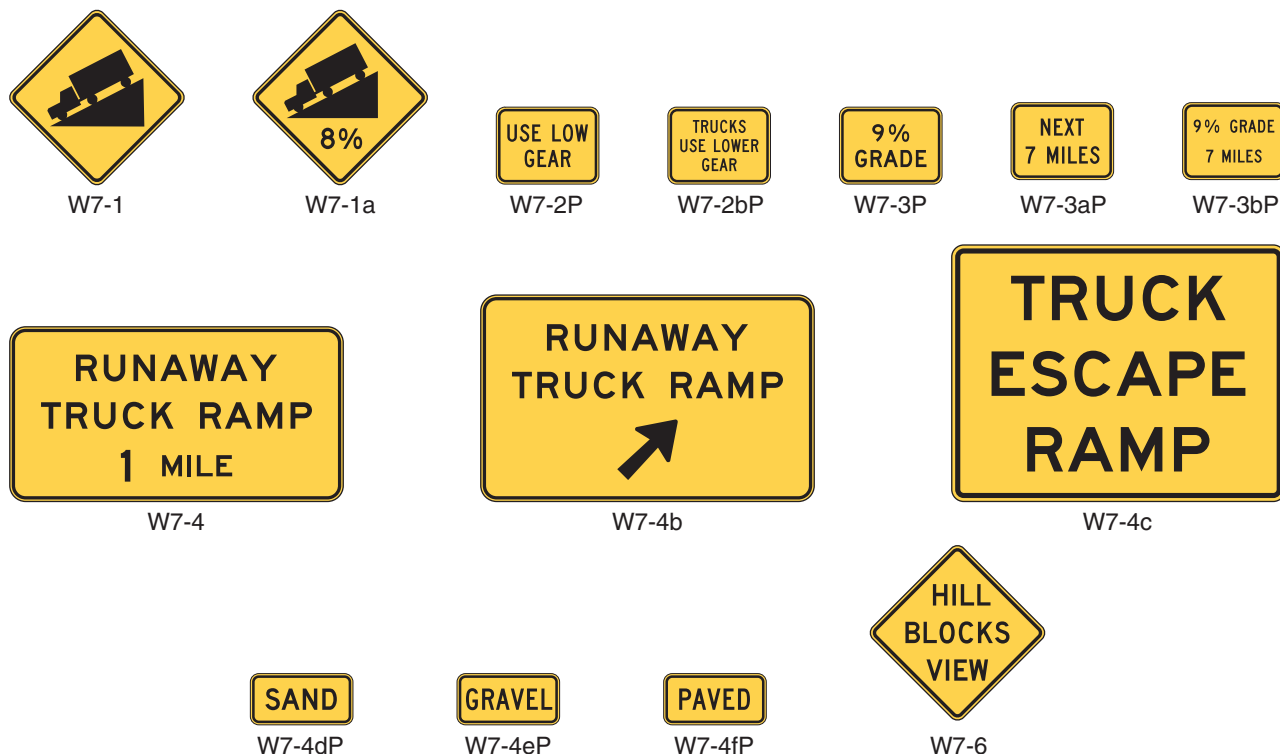 8%
USE LOW
GEAR
TRUCKS
USE LOWER
GEAR
9%
GRADE
NEXT
7 MILES
9% GRADE
7 MILES
W7-1
W7-1a
W7-2P
W7-2bP
W7-3P
W7-3aP
W7-3bP
RUNAWAY
TRUCK RAMP
1 MILE
RUNAWAY
TRUCK RAMP
TRUCK
ESCAPE
RAMP
W7-4
W7-4b
W7-4c
SAND
GRAVEL
PAVED
HILL
BLOCKS
VIEW
W7-4dP
W7-4eP
W7-4fP
W7-6